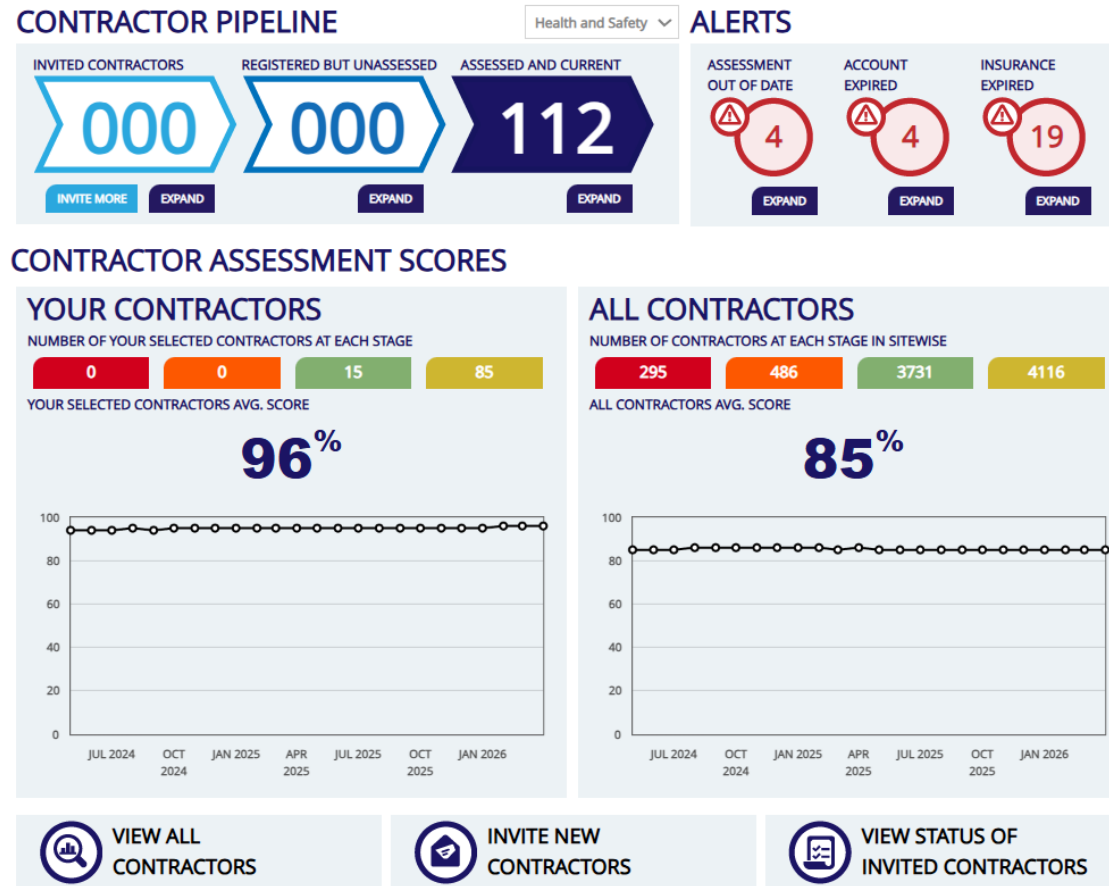 CONTRACTOR PIPELINE
Health and Safety
ALERTS
INVITED CONTRACTORS
REGISTERED BUT UNASSESSED
ASSESSED AND CURRENT
000
000
112
INVITE MORE
EXPAND
EXPAND
EXPAND
ASSESSMENT
OUT OF DATE
ACCOUNT
EXPIRED
INSURANCE
EXPIRED
4
4
19
EXPAND
EXPAND
EXPAND
CONTRACTOR ASSESSMENT SCORES
YOUR CONTRACTORS
NUMBER OF YOUR SELECTED CONTRACTORS AT EACH STAGE
0
0
15
85
YOUR SELECTED CONTRACTORS AVG. SCORE
96%
100
80
60
40
20
0
JUL 2024
OCT
2024
JAN 2025
APR
2025
JUL 2025
OCT
2025
JAN 2026
ALL CONTRACTORS
NUMBER OF CONTRACTORS AT EACH STAGE IN SITEWISE
295
486
3731
4116
ALL CONTRACTORS AVG. SCORE
85%
100
80
60
40
20
0
JUL 2024
OCT
2024
JAN 2025
APR
2025
JUL 2025
OCT
2025
JAN 2026
VIEW ALL
CONTRACTORS
INVITE NEW
CONTRACTORS
VIEW STATUS OF
INVITED CONTRACTORS